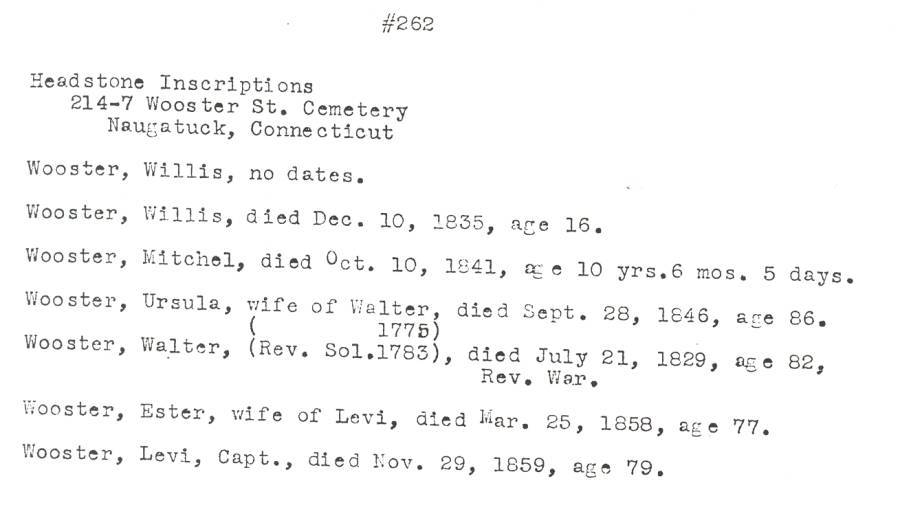 #262
Headstone Inscriptions
214-7 Wooster St. Cemetery
Naugatuck, Connecticut
Wooster, Willis, no dates.
Wooster, Willis, died Dec. 10, 1835, age 16.
Wooster, Mitchel, died Oct. 10, 1841, age 10 yrs.6 mos. 5 days.
Wooster, Ursula, wife of Walter, died Sept. 28, 1846, age 86.
( 1775)
Wooster, Walter, (Rev. Sol.1783), died July 21, 1829, age 82,
Rev. War.
Wooster, Ester, wife of Levi, died Mar. 25, 1858, age 77.
Wooster, Levi, Capt., died Nov. 29, 1859, age 79.